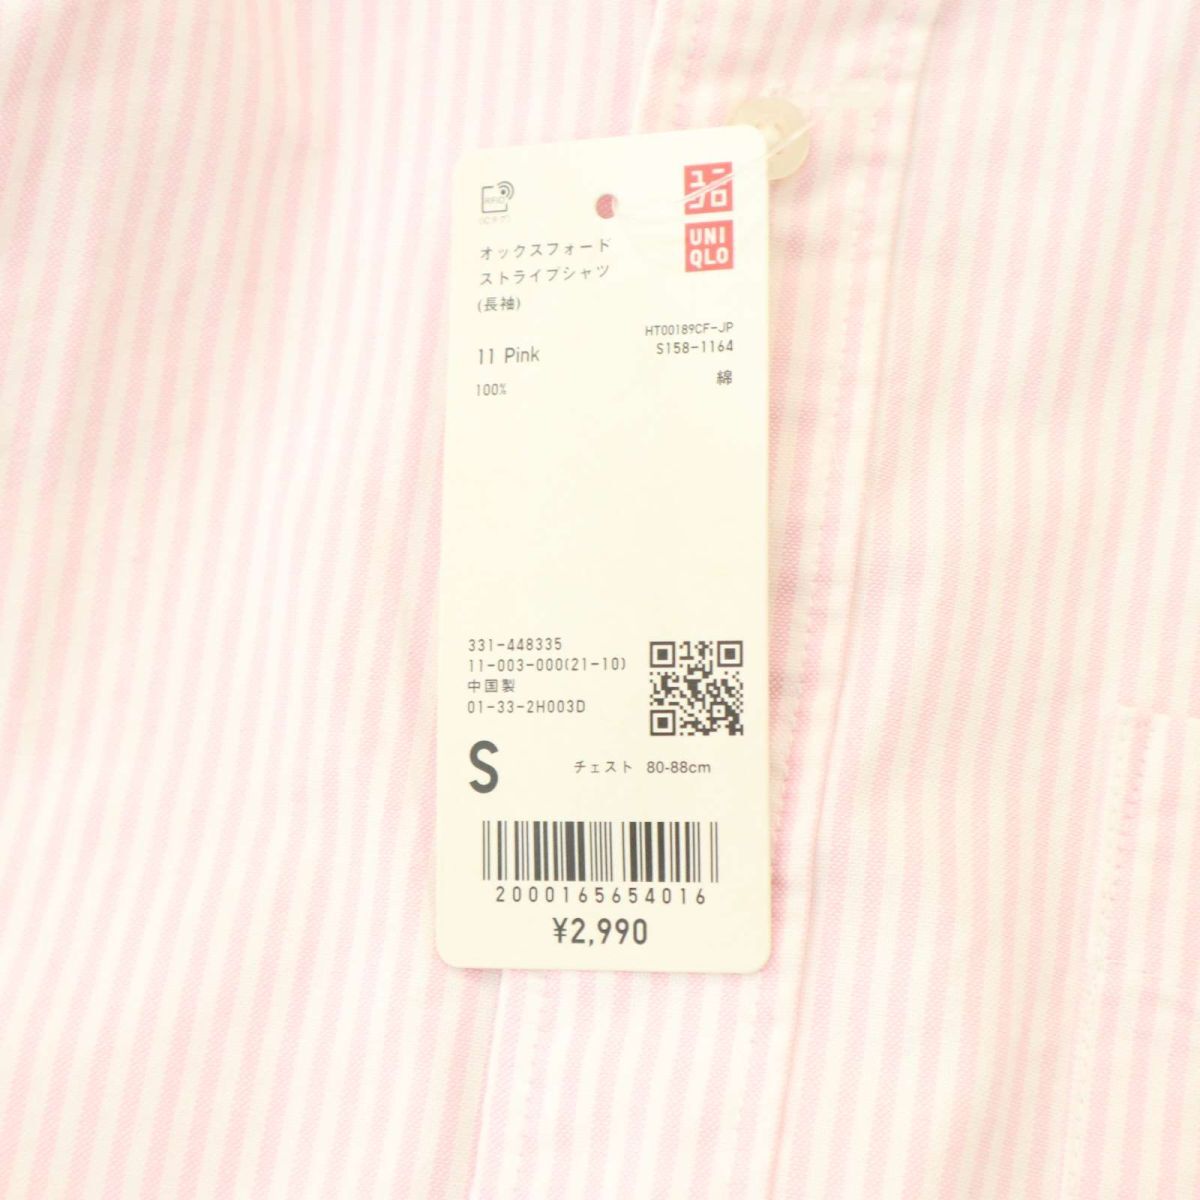 RFiD
ユニ
クロ
UNI
QLO
オックスフォード
ストライプシャツ
(長袖)
HT00189CF-JP
S158-1164
11 Pink
綿
100%
331-448335
11-003-000(21-10)
中国製
01-33-2H003D
S
チェスト 80-88cm
2000165654016
¥2,990